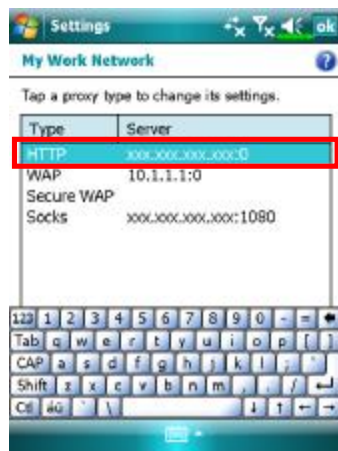 Settings ok
My Work Network ?
Tap a proxy type to change its settings.
Type Server
HTTP xxx.xxx.xxx.xxx:0
WAP 10.1.1.1:0
Secure WAP
Socks xxx.xxx.xxx.xxx:1080
123 1 2 3 4 5 6 7 8 9 0 - =
Tab q w e r t y u i o p [ ]
CAP a s d f g h j k l ; '
Shift z x c v b n m , . /
Ctl áü ` \